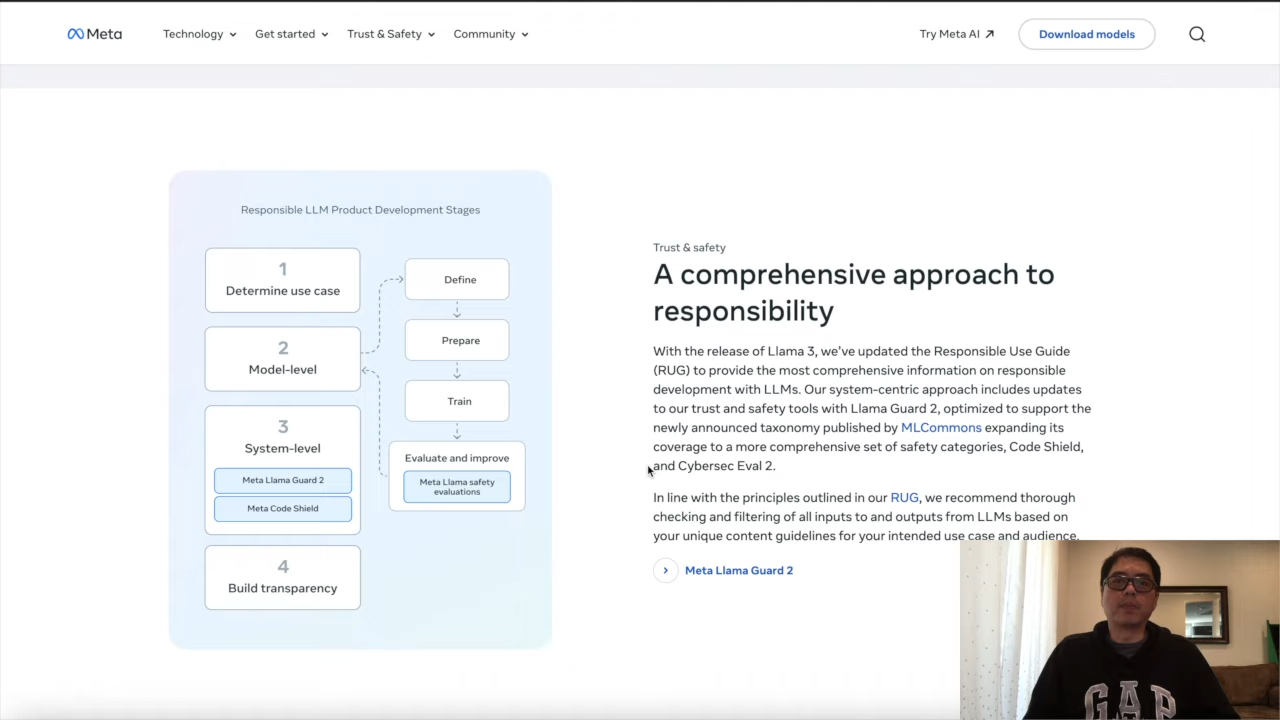 Meta
Technology
Get started
Trust & Safety
Community
Try Meta AI
Download models
Responsible LLM Product Development Stages
1
Determine use case
2
Model-level
3
System-level
Meta Llama Guard 2
Meta Code Shield
4
Build transparency
Define
Prepare
Train
Evaluate and improve
Meta Llama safety
evaluations
Trust & safety
A comprehensive approach to
responsibility
With the release of Llama 3, we’ve updated the Responsible Use Guide
(RUG) to provide the most comprehensive information on responsible
development with LLMs. Our system-centric approach includes updates
to our trust and safety tools with Llama Guard 2, optimized to support the
newly announced taxonomy published by MLCommons expanding its
coverage to a more comprehensive set of safety categories, Code Shield,
and Cybersec Eval 2.
In line with the principles outlined in our RUG, we recommend thorough
checking and filtering of all inputs to and outputs from LLMs based on
your unique content guidelines for your intended use case and audience.
Meta Llama Guard 2
GAP